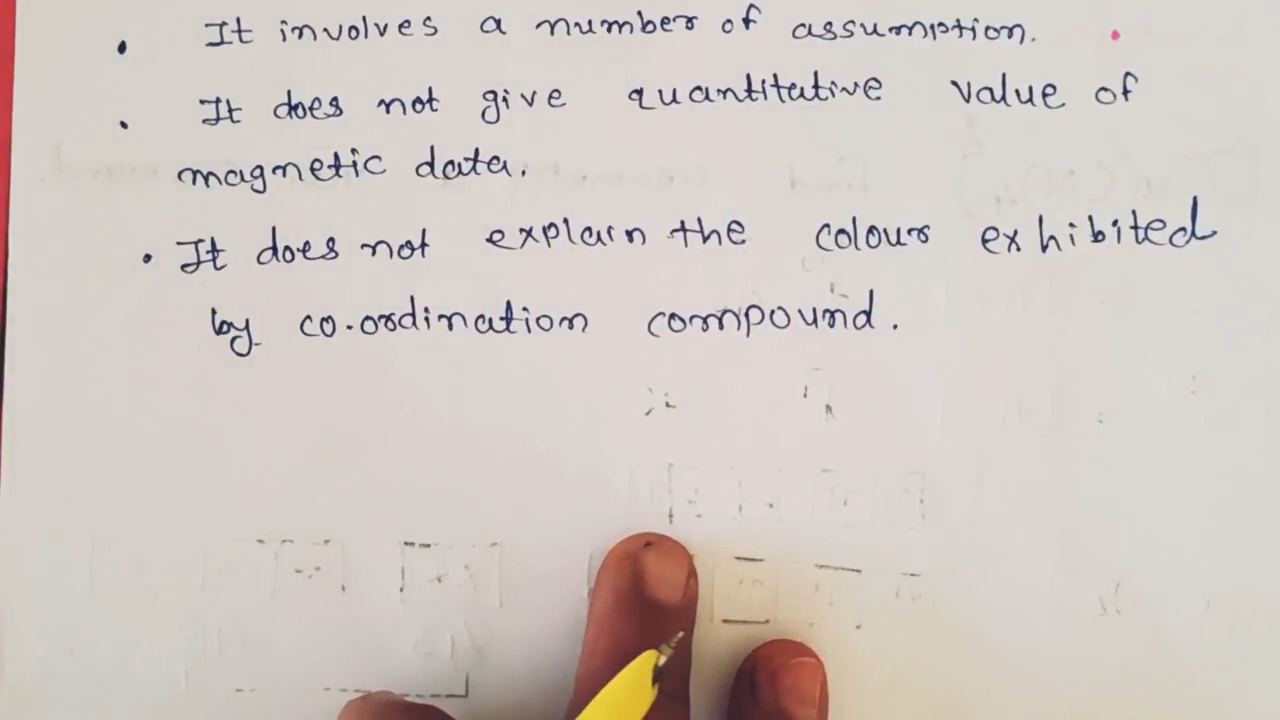 • It involves a number of assumption.
• It does not give quantitative value of
magnetic data.
• It does not explain the colour exhibited
by co-ordination compound.